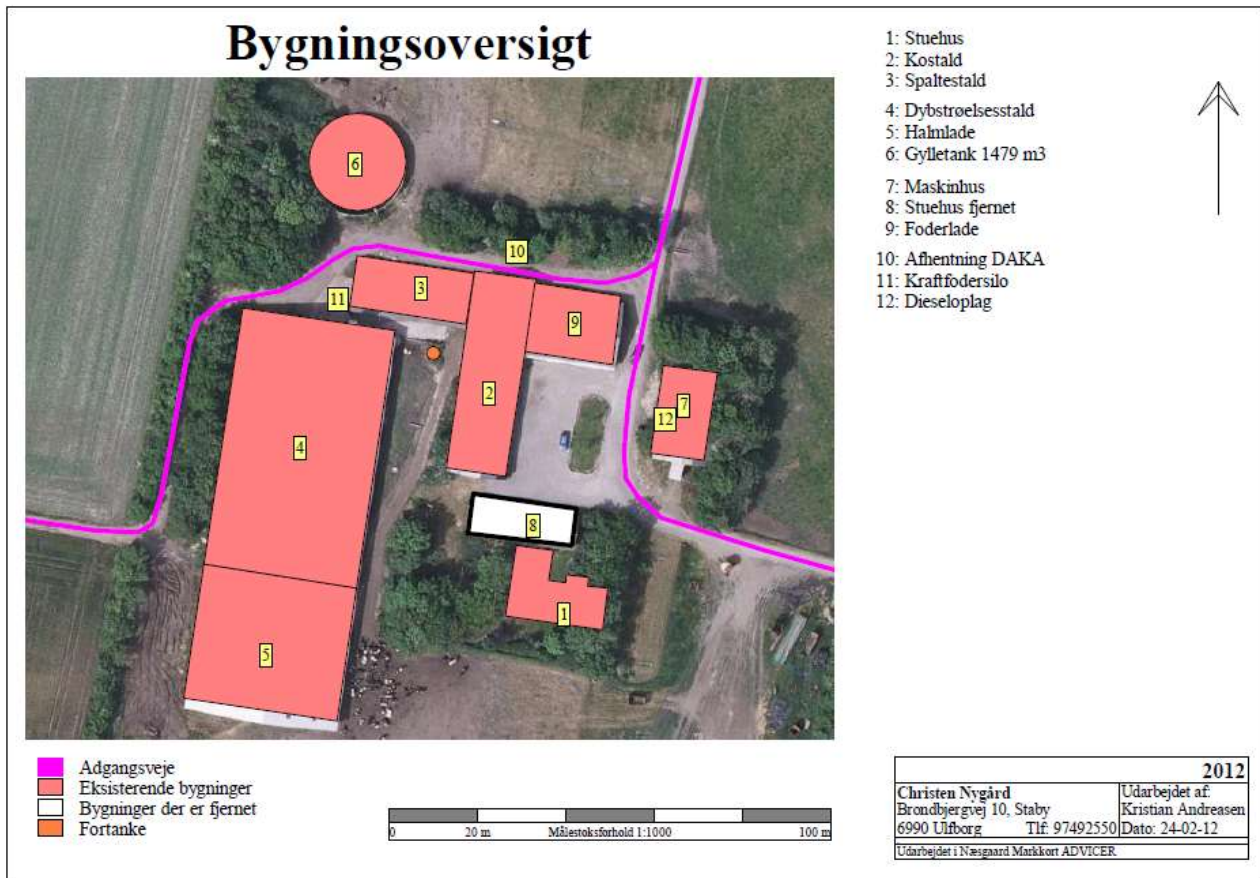 Bygningsoversigt
1: Stuehus
2: Kostald
3: Spaltestald
4: Dybstrøelsesstald
5: Halmlade
6: Gylletank 1479 m3
7: Maskinhus
8: Stuehus fjernet
9: Foderlade
10: Afhentning DAKA
11: Kraftfodersilo
12: Dieseloplag
6
10
3
11
9
2
7
12
4
8
1
5
Adgangsveje
Eksisterende bygninger
Bygninger der er fjernet
Fortanke
0 20 m Målestoksforhold 1:1000 100 m
2012
Christen Nygård
Brøndbjergvej 10, Staby
6990 Ulfborg Tlf: 97492550
Udarbejdet af:
Kristian Andreasen
Dato: 24-02-12
Udarbejdet i Næsgaard Markkort ADVICER